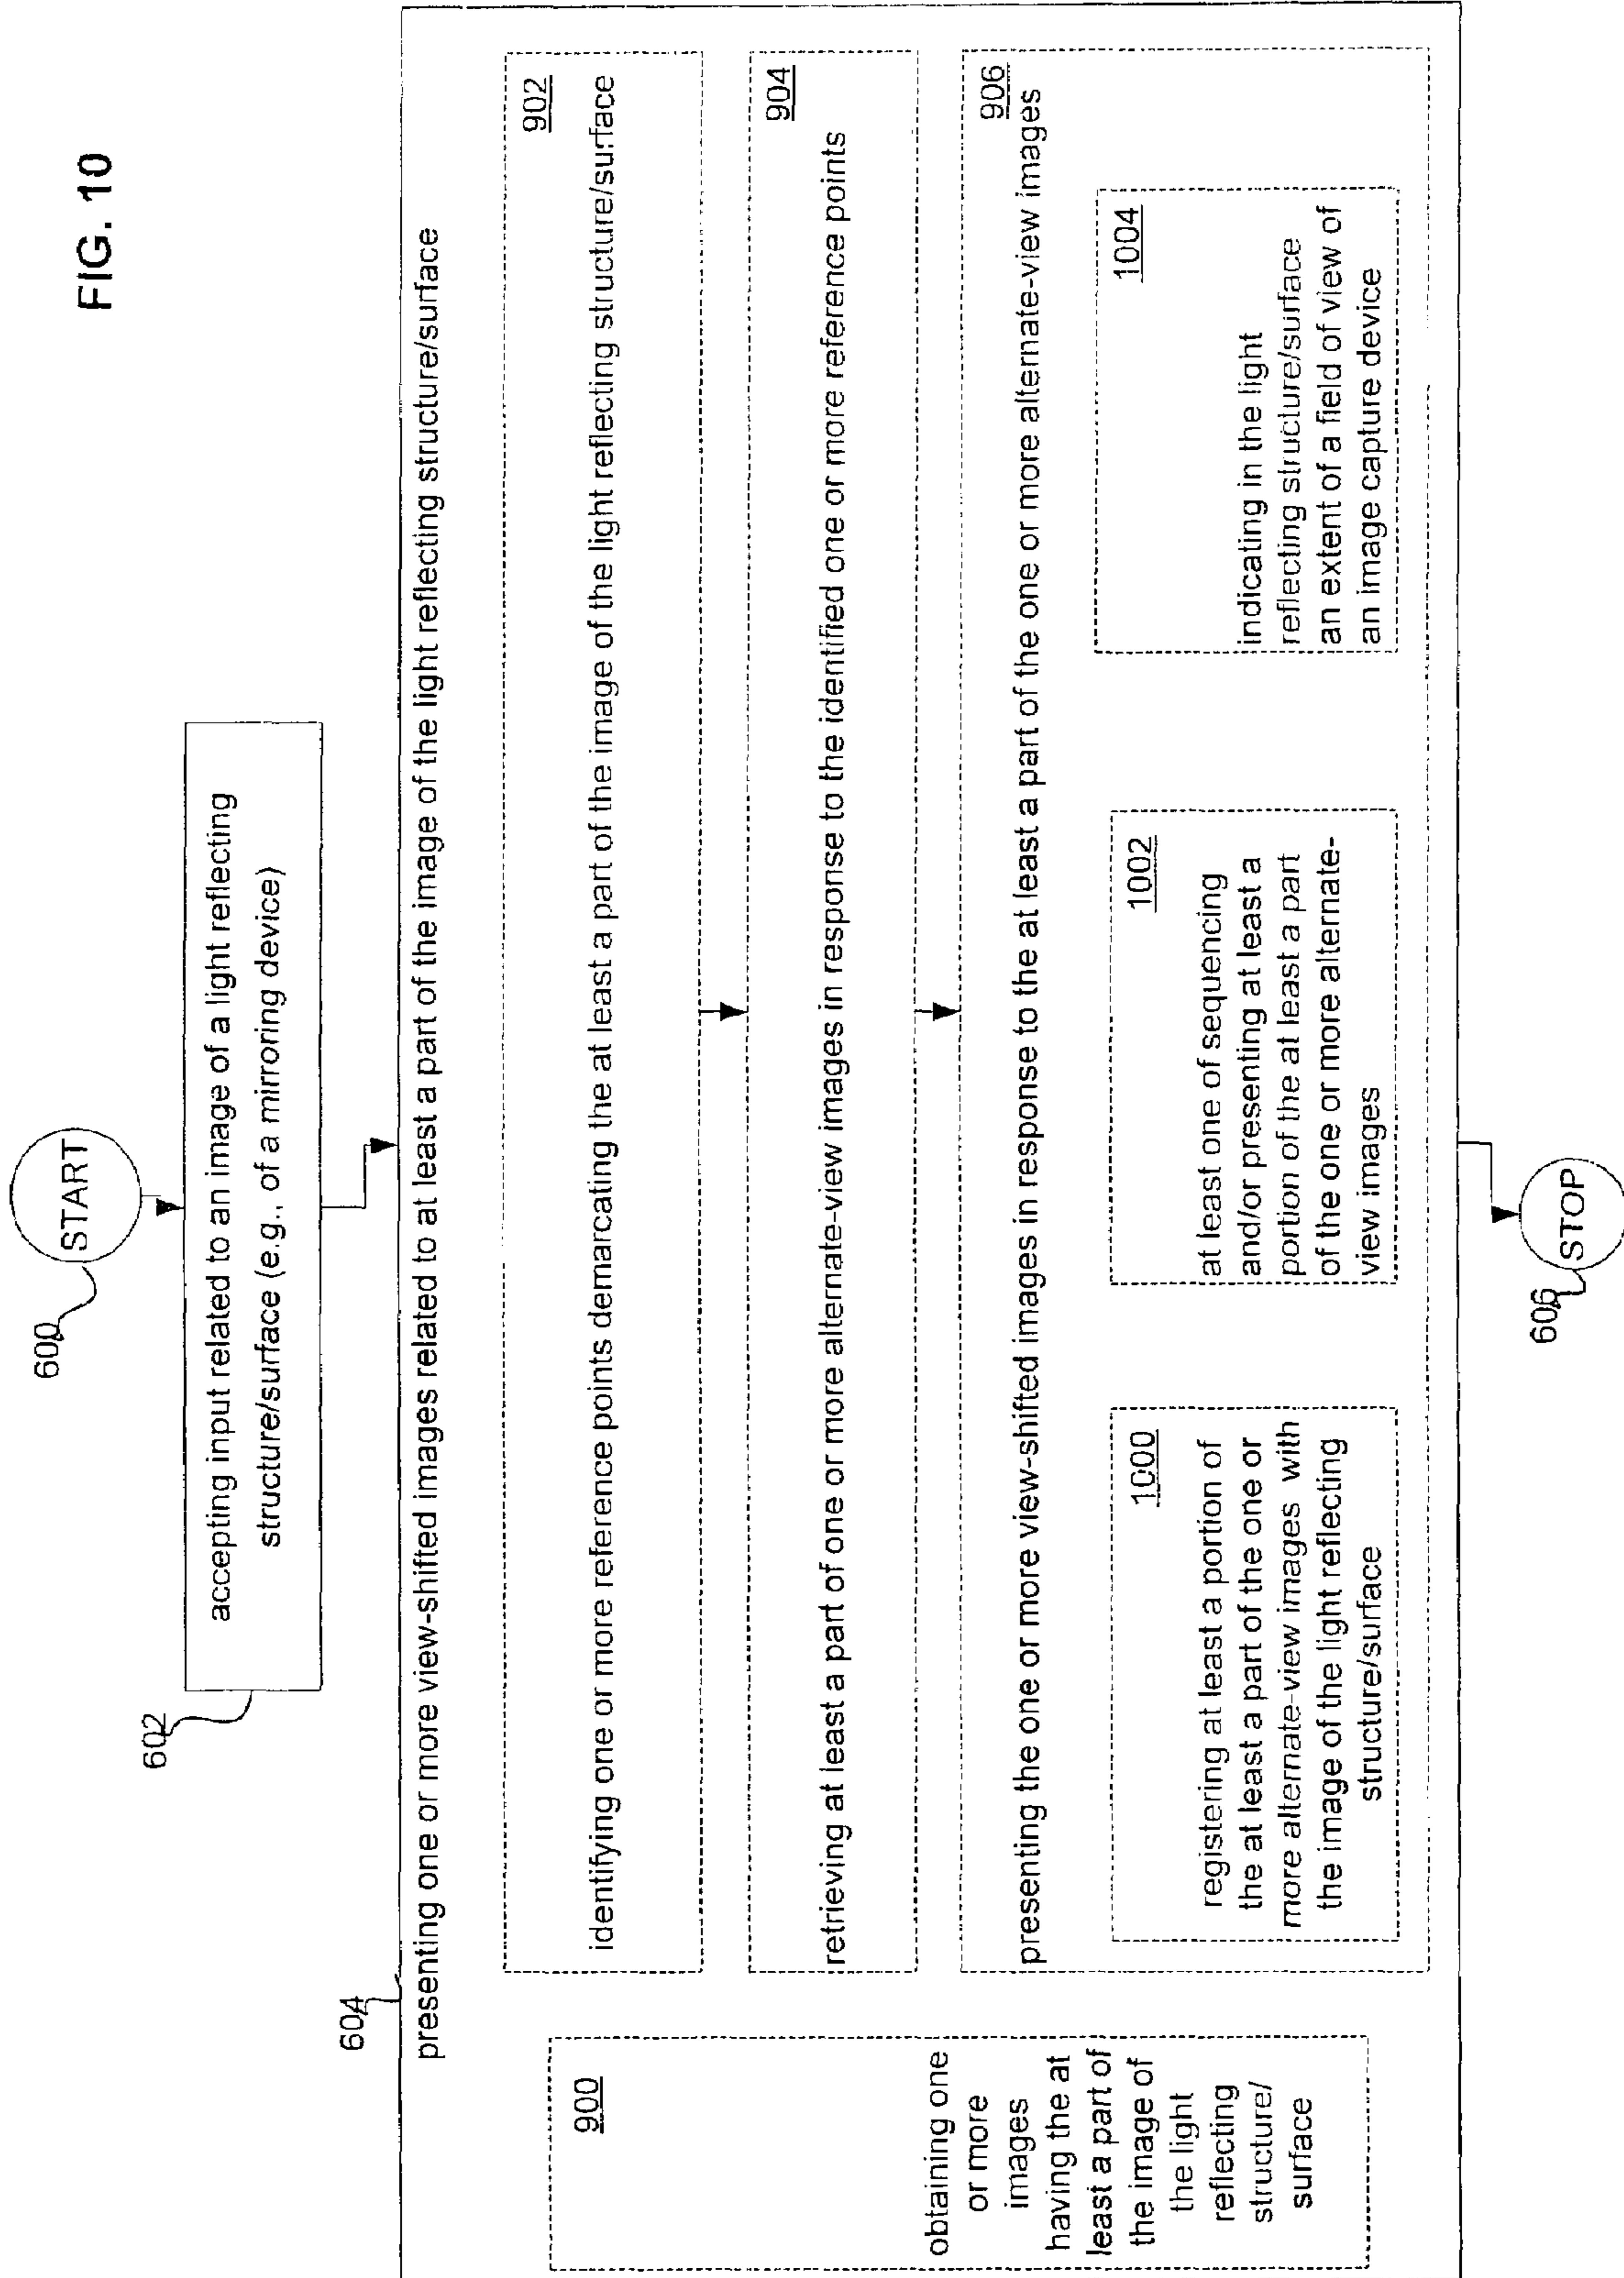 FIG. 10
START
600
accepting input related to an image of a light reflecting
structure/surface (e.g., of a mirroring device)
602
604
presenting one or more view-shifted images related to at least a part of the image of the light reflecting structure/surface
900
obtaining one
or more
images
having the at
least a part of
the image of
the light
reflecting
structure/
surface
902
identifying one or more reference points demarcating the at least a part of the image of the light reflecting structure/surface
904
retrieving at least a part of one or more alternate-view images in response to the identified one or more reference points
906
presenting the one or more view-shifted images in response to the at least a part of the one or more alternate-view images
1000
registering at least a portion of
the at least a part of the one or
more alternate-view images with
the image of the light reflecting
structure/surface
1002
at least one of sequencing
and/or presenting at least a
portion of the at least a part
of the one or more alternate-
view images
1004
indicating in the light
reflecting structure/surface
an extent of a field of view of
an image capture device
606
STOP